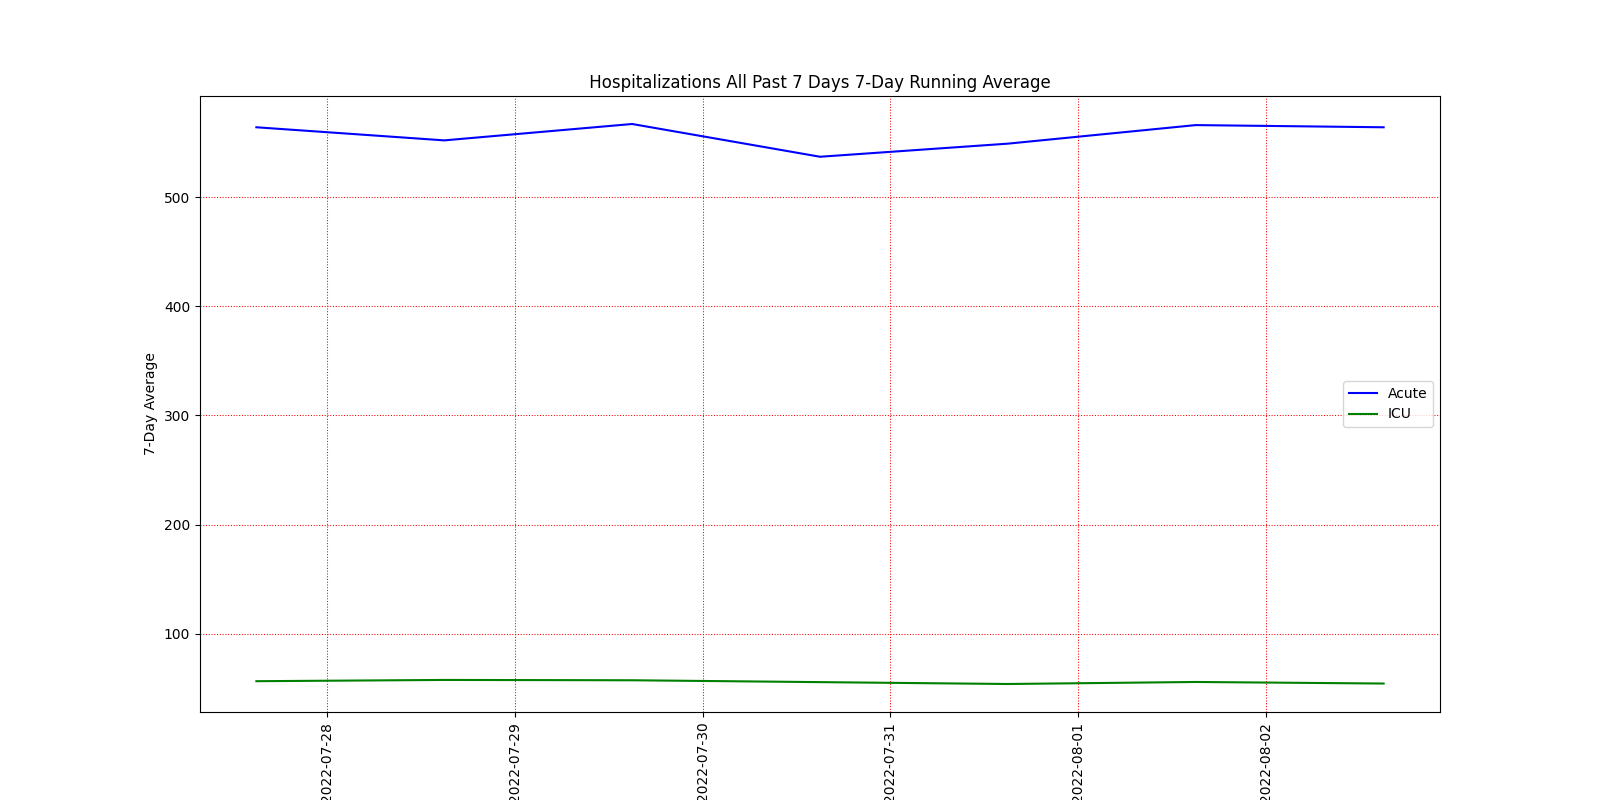 Hospitalizations All Past 7 Days 7-Day Running Average
500
400
300
200
100
7-Day Average
Acute
ICU
2022-07-28
2022-07-29
2022-07-30
2022-07-31
2022-08-01
2022-08-02